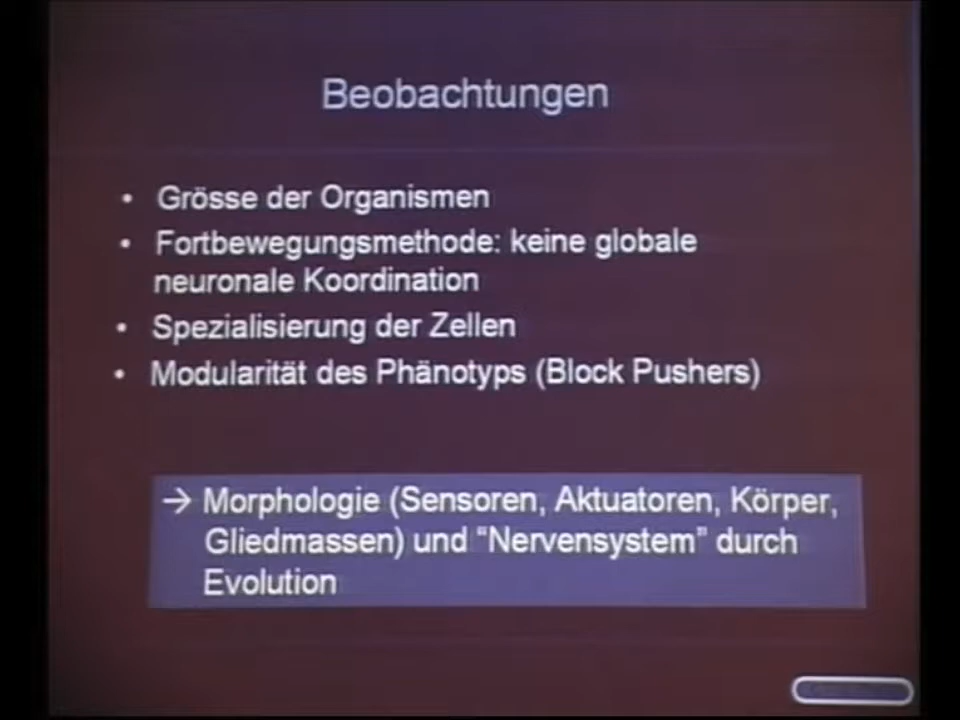 Beobachtungen
• Grösse der Organismen
• Fortbewegungsmethode: keine globale
neuronale Koordination
• Spezialisierung der Zellen
• Modularität des Phänotyps (Block Pushers)
→ Morphologie (Sensoren, Aktuatoren, Körper,
Gliedmassen) und “Nervensystem” durch
Evolution